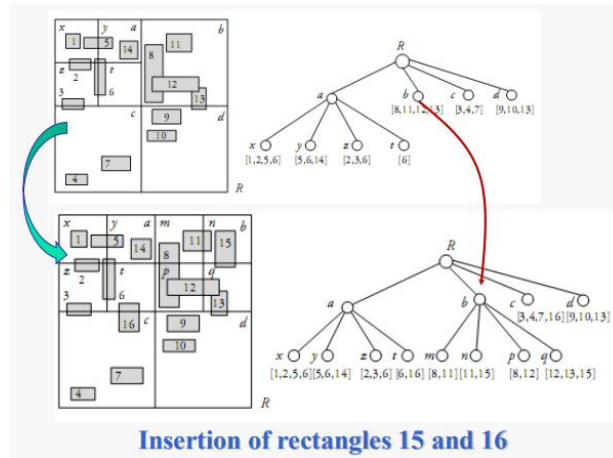 x y a b
1 5 14 8 11
z 2 t 12
3 6 13
c 9 d
10
7
4
R
R
a b c d
[8,11,12,13] [3,4,7] [9,10,13]
x y z t
[1,2,5,6] [5,6,14] [2,3,6] [6]
x y a m n b
1 5 14 8 11 15
z 2 t p q
12
3 6 13
16 c 9 d
10
7
4
R
R
a b c d
[3,4,7,16] [9,10,13]
x y z t m n p q
[1,2,5,6] [5,6,14] [2,3,6] [6,16] [8,11] [11,15] [8,12] [12,13,15]
Insertion of rectangles 15 and 16